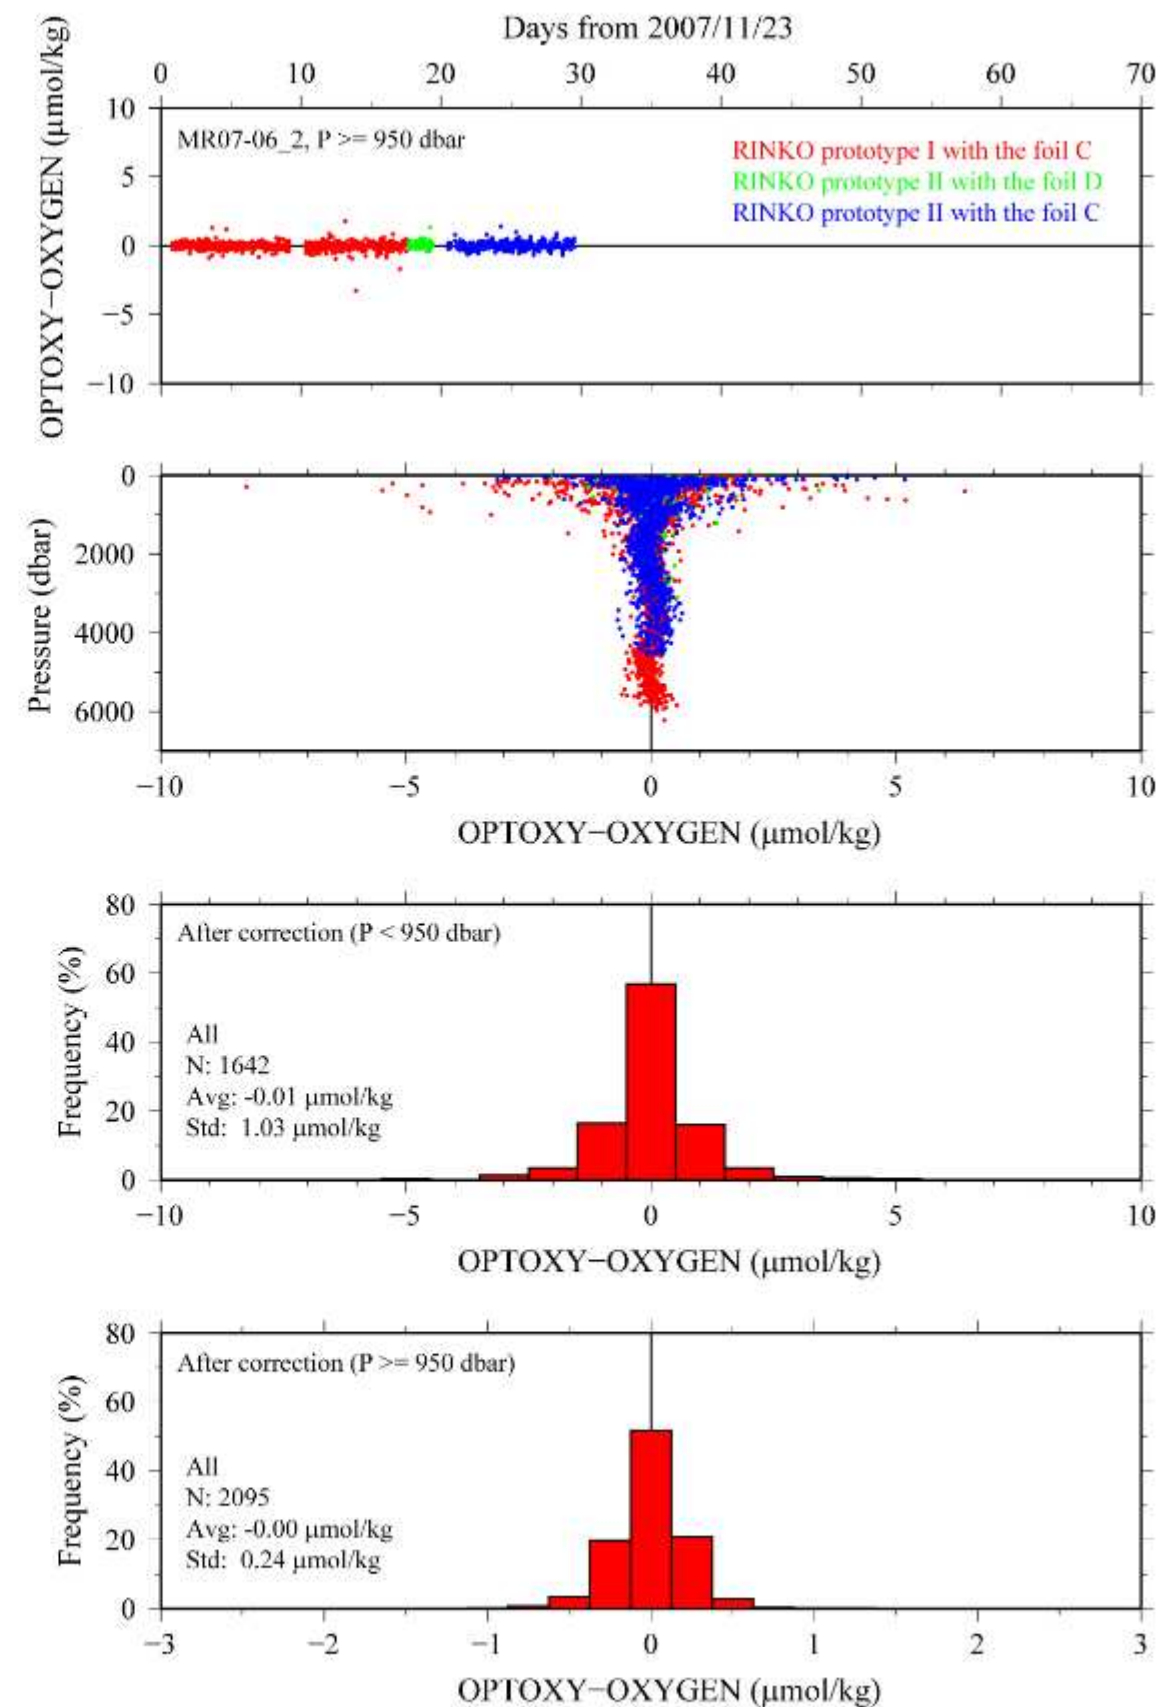 Days from 2007/11/23
0 10 20 30 40 50 60 70
OPTOXY−OXYGEN (μmol/kg)
10
5
0
−5
−10
MR07-06_2, P >= 950 dbar
RINKO prototype I with the foil C
RINKO prototype II with the foil D
RINKO prototype II with the foil C
Pressure (dbar)
0
2000
4000
6000
−10 −5 0 5 10
OPTOXY−OXYGEN (μmol/kg)
Frequency (%)
80
60
40
20
0
After correction (P < 950 dbar)
All
N: 1642
Avg: -0.01 μmol/kg
Std: 1.03 μmol/kg
−10 −5 0 5 10
OPTOXY−OXYGEN (μmol/kg)
Frequency (%)
80
60
40
20
0
After correction (P >= 950 dbar)
All
N: 2095
Avg: -0.00 μmol/kg
Std: 0.24 μmol/kg
−3 −2 −1 0 1 2 3
OPTOXY−OXYGEN (μmol/kg)